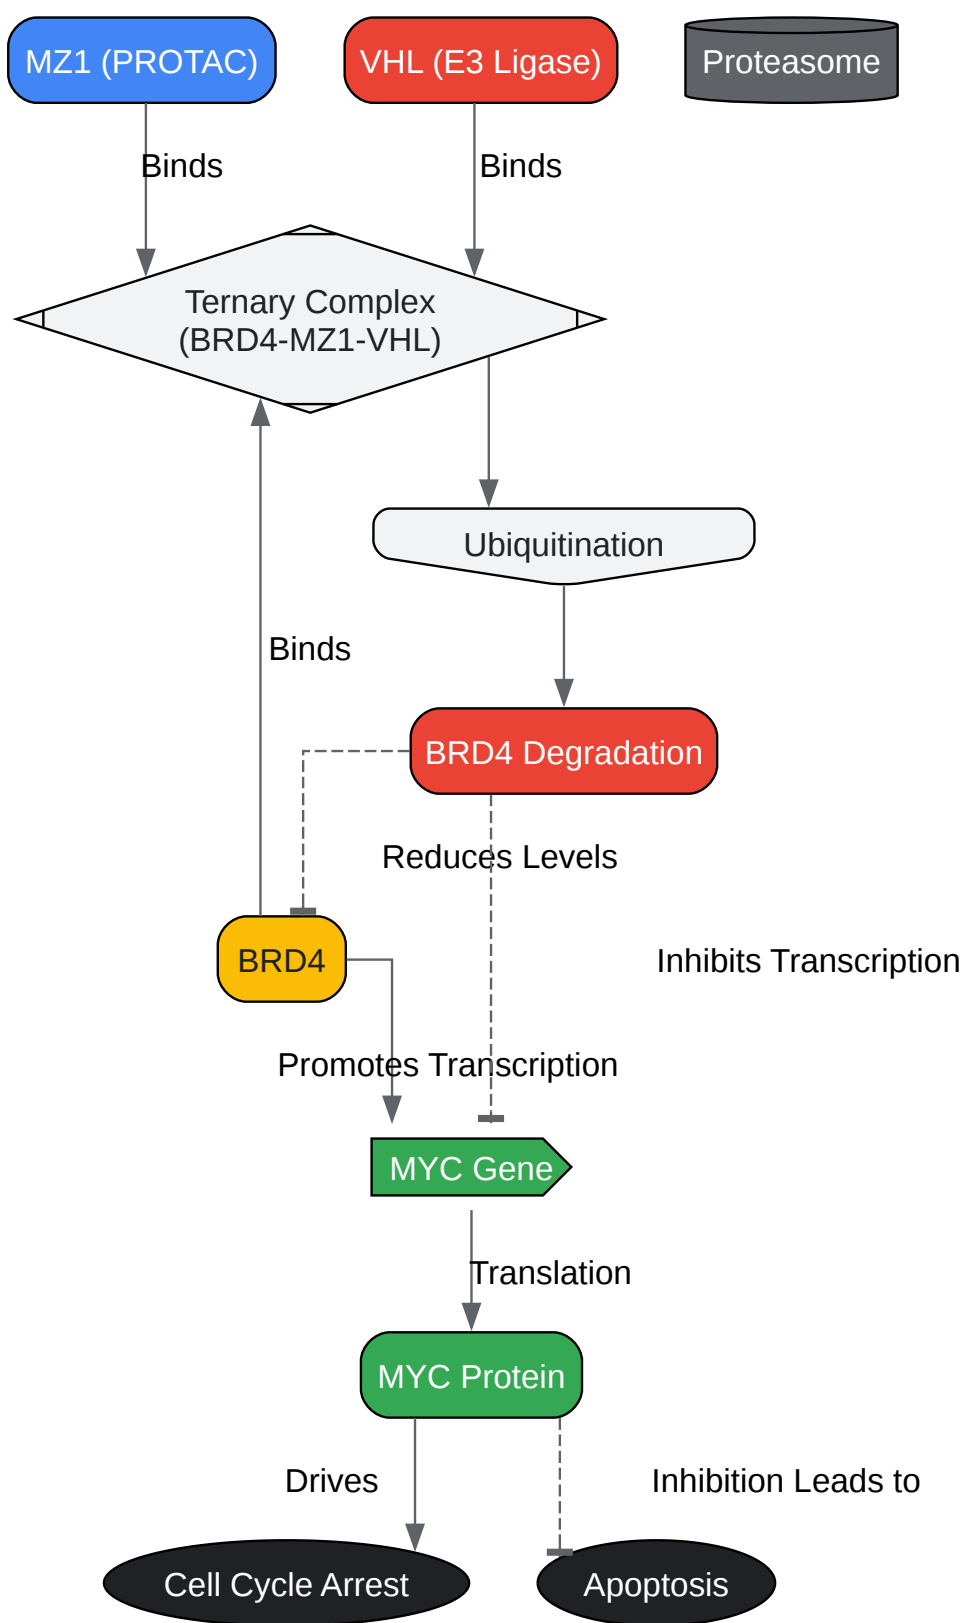 MZ1 (PROTAC)
VHL (E3 Ligase)
Proteasome
Binds
Binds
Ternary Complex
(BRD4-MZ1-VHL)
Ubiquitination
Binds
BRD4 Degradation
Reduces Levels
BRD4
Inhibits Transcription
Promotes Transcription
MYC Gene
Translation
MYC Protein
Drives
Inhibition Leads to
Cell Cycle Arrest
Apoptosis